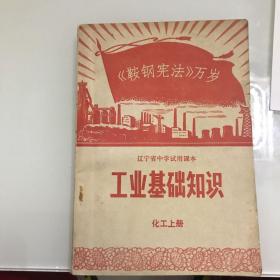 《鞍钢宪法》万岁
辽宁省中学试用课本
工业基础知识
化工上册